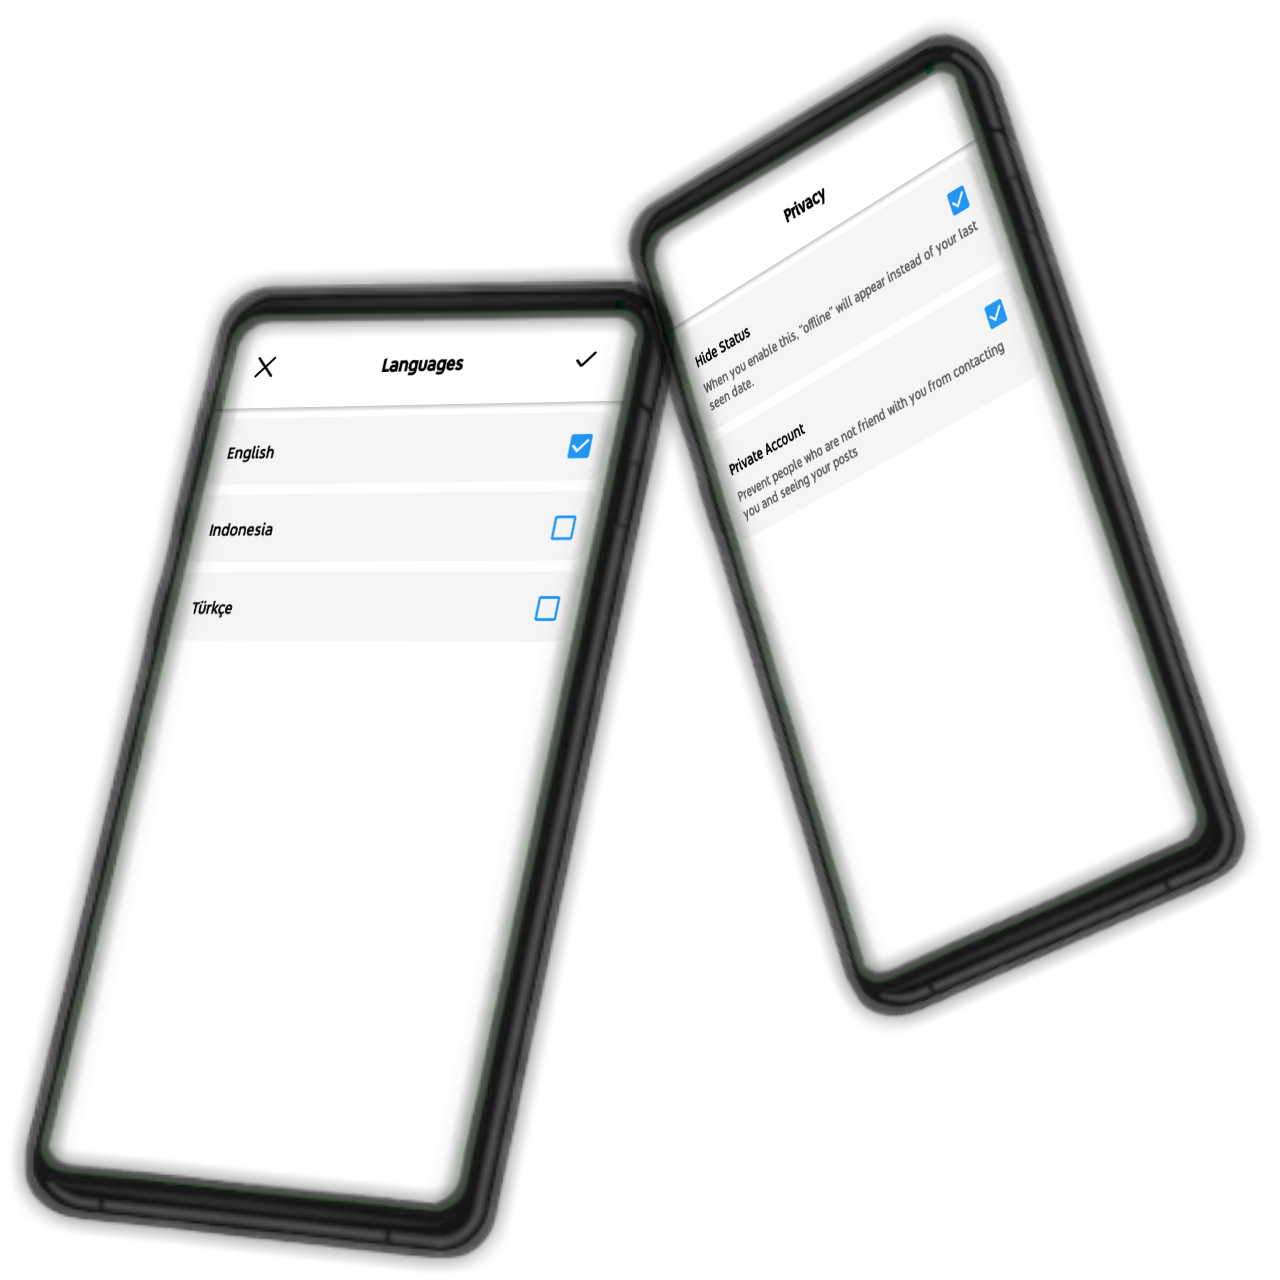 Languages
English
Indonesia
Türkçe
Privacy
Hide Status
When you enable this, "offline" will appear instead of your last
seen date.
Private Account
Prevent people who are not friend with you from contacting
you and seeing your posts